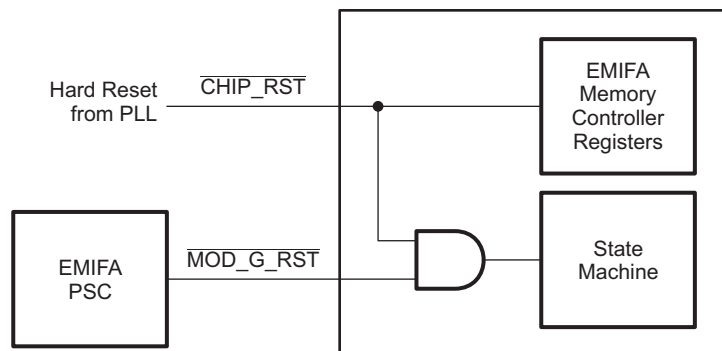 Hard Reset
from PLL
CHIP_RST
EMIFA
Memory
Controller
Registers
EMIFA
PSC
MOD_G_RST
State
Machine